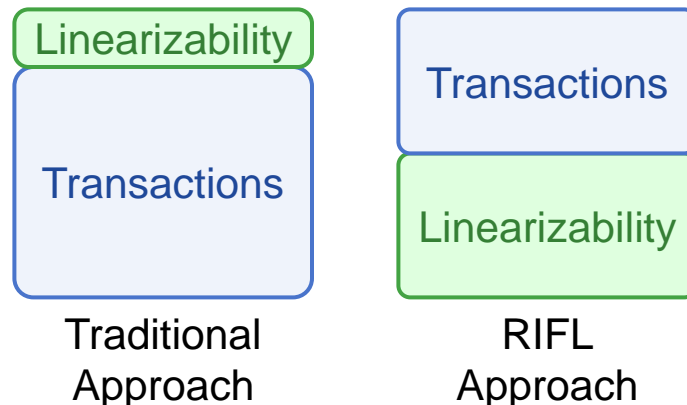 Linearizability
Transactions
Traditional
Approach
Transactions
Linearizability
RIFL
Approach